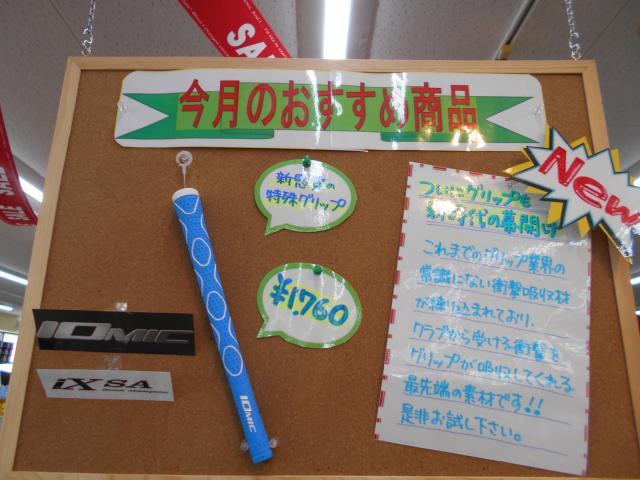 SA
今月のおすすめ商品
New
新感覚の
特殊グリップ
¥1,760
ついにグリップも
新時代の幕開け
これまでのグリップ業界の
常識にない衝撃吸収材
が練り込まれており、
クラブから受ける衝撃を
グリップが吸収してくれる
最先端の素材です!!
是非お試し下さい。
IOMIC
iX SA
IOMIC